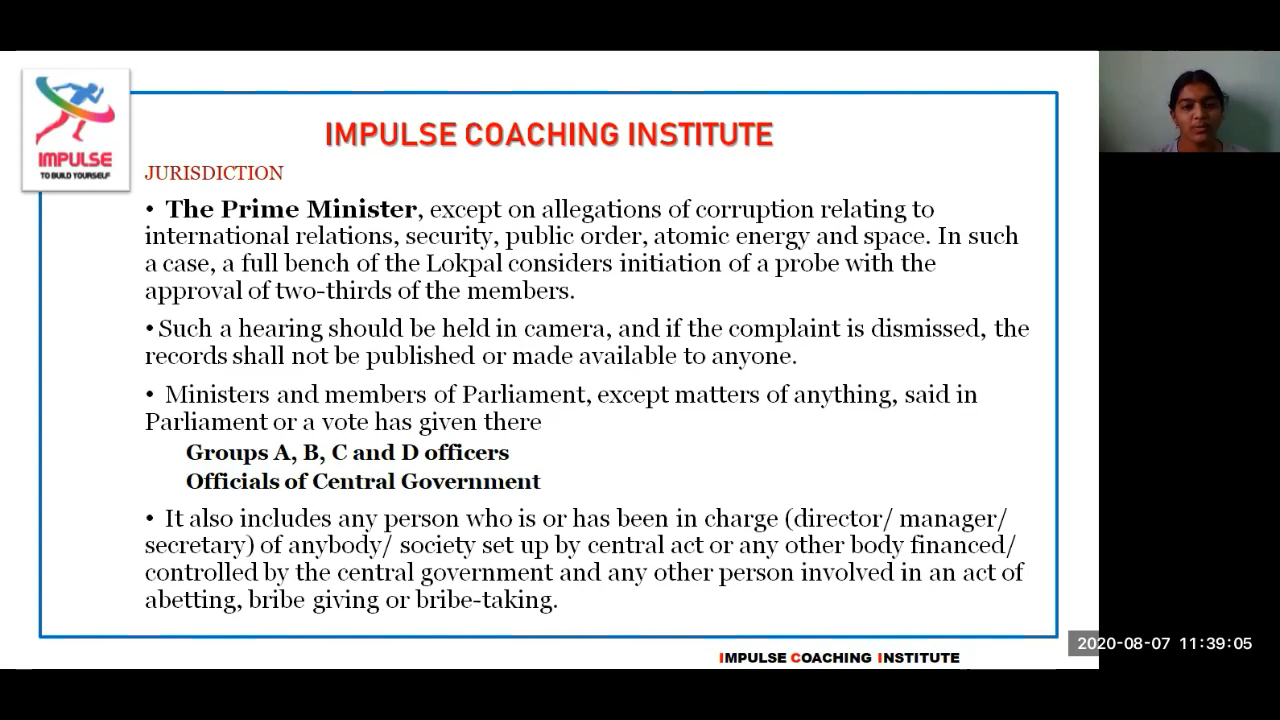 IMPULSE
TO BUILD YOURSELF
IMPULSE COACHING INSTITUTE
JURISDICTION
• The Prime Minister, except on allegations of corruption relating to
international relations, security, public order, atomic energy and space. In such
a case, a full bench of the Lokpal considers initiation of a probe with the
approval of two-thirds of the members.
• Such a hearing should be held in camera, and if the complaint is dismissed, the
records shall not be published or made available to anyone.
• Ministers and members of Parliament, except matters of anything, said in
Parliament or a vote has given there
Groups A, B, C and D officers
Officials of Central Government
• It also includes any person who is or has been in charge (director/ manager/
secretary) of anybody/ society set up by central act or any other body financed/
controlled by the central government and any other person involved in an act of
abetting, bribe giving or bribe-taking.
IMPULSE COACHING INSTITUTE
2020-08-07 11:39:05